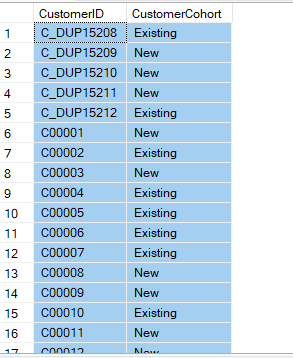 CustomerID CustomerCohort
1 C_DUP15208 Existing
2 C_DUP15209 New
3 C_DUP15210 New
4 C_DUP15211 New
5 C_DUP15212 Existing
6 C00001 New
7 C00002 Existing
8 C00003 New
9 C00004 Existing
10 C00005 Existing
11 C00006 Existing
12 C00007 Existing
13 C00008 New
14 C00009 New
15 C00010 Existing
16 C00011 New
17 C00012 New